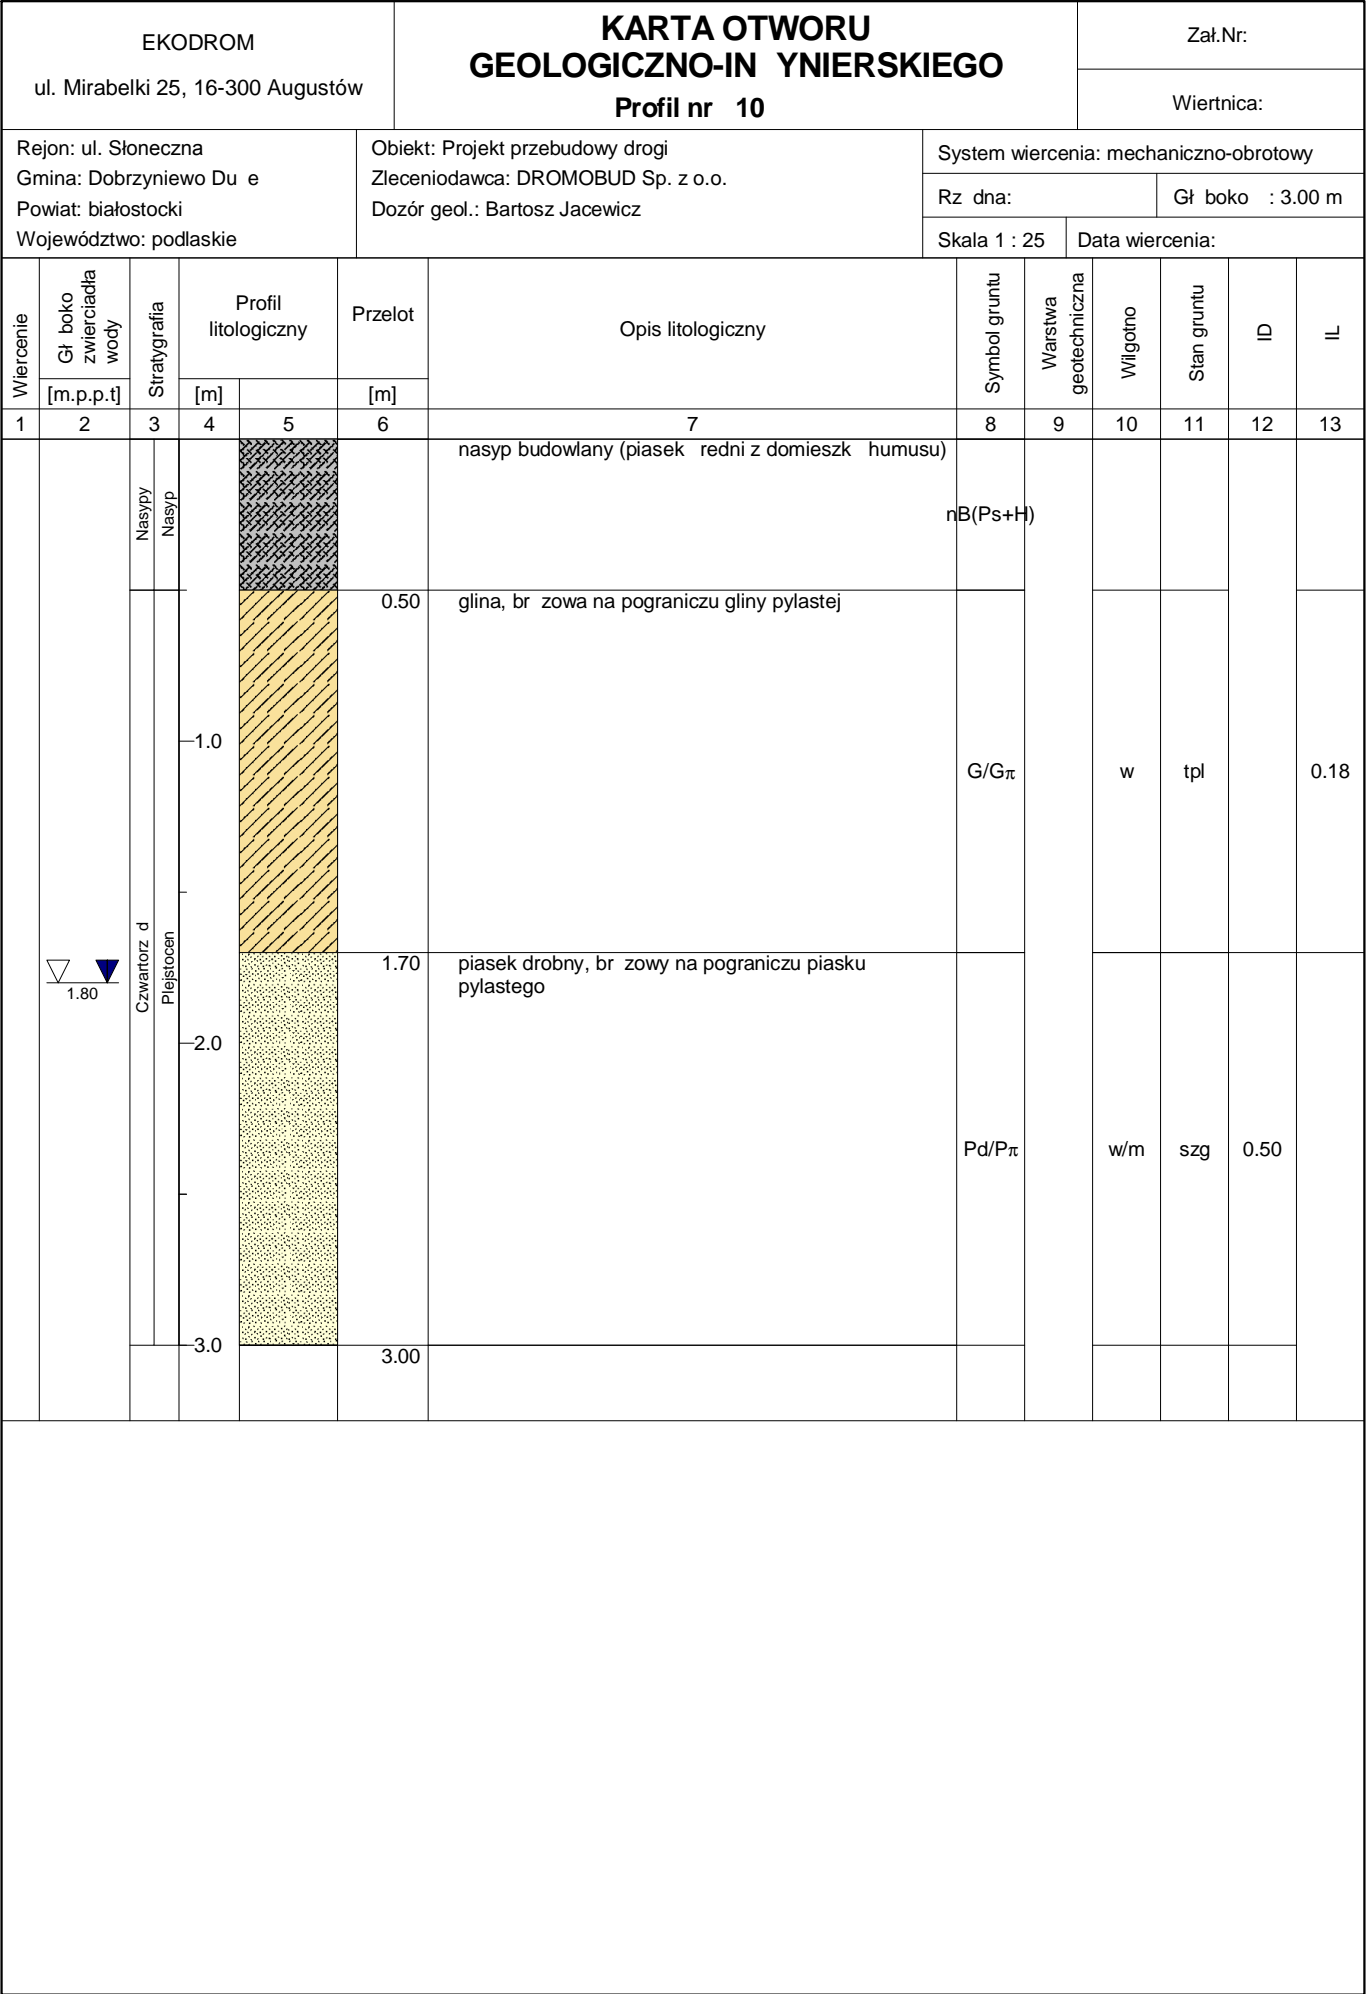 EKODROM
ul. Mirabelki 25, 16-300 Augustów
KARTA OTWORU
GEOLOGICZNO-IN YNIERSKIEGO
Profil nr 10
Zał.Nr:
Wiertnica:
Rejon: ul. Słoneczna
Gmina: Dobrzyniewo Du e
Powiat: białostocki
Województwo: podlaskie
Obiekt: Projekt przebudowy drogi
Zleceniodawca: DROMOBUD Sp. z o.o.
Dozór geol.: Bartosz Jacewicz
System wiercenia: mechaniczno-obrotowy
Rz dna:
Gł boko : 3.00 m
Skala 1 : 25
Data wiercenia:
Wiercenie
Gł boko
zwierciadła
wody
[m.p.p.t]
Stratygrafia
Profil
litologiczny
[m]
Przelot
[m]
Opis litologiczny
Symbol gruntu
Warstwa
geotechniczna
Wilgotno
Stan gruntu
ID
IL
1 2 3 4 5 6 7 8 9 10 11 12 13
Nasypy
Nasyp
nasyp budowlany (piasek redni z domieszk humusu)
nB(Ps+H)
0.50 glina, br zowa na pograniczu gliny pylastej
1.0
G/Gπ w tpl 0.18
Czwartorz d
Plejstocen
1.70 piasek drobny, br zowy na pograniczu piasku
pylastego
1.80
2.0
Pd/Pπ w/m szg 0.50
3.0
3.00